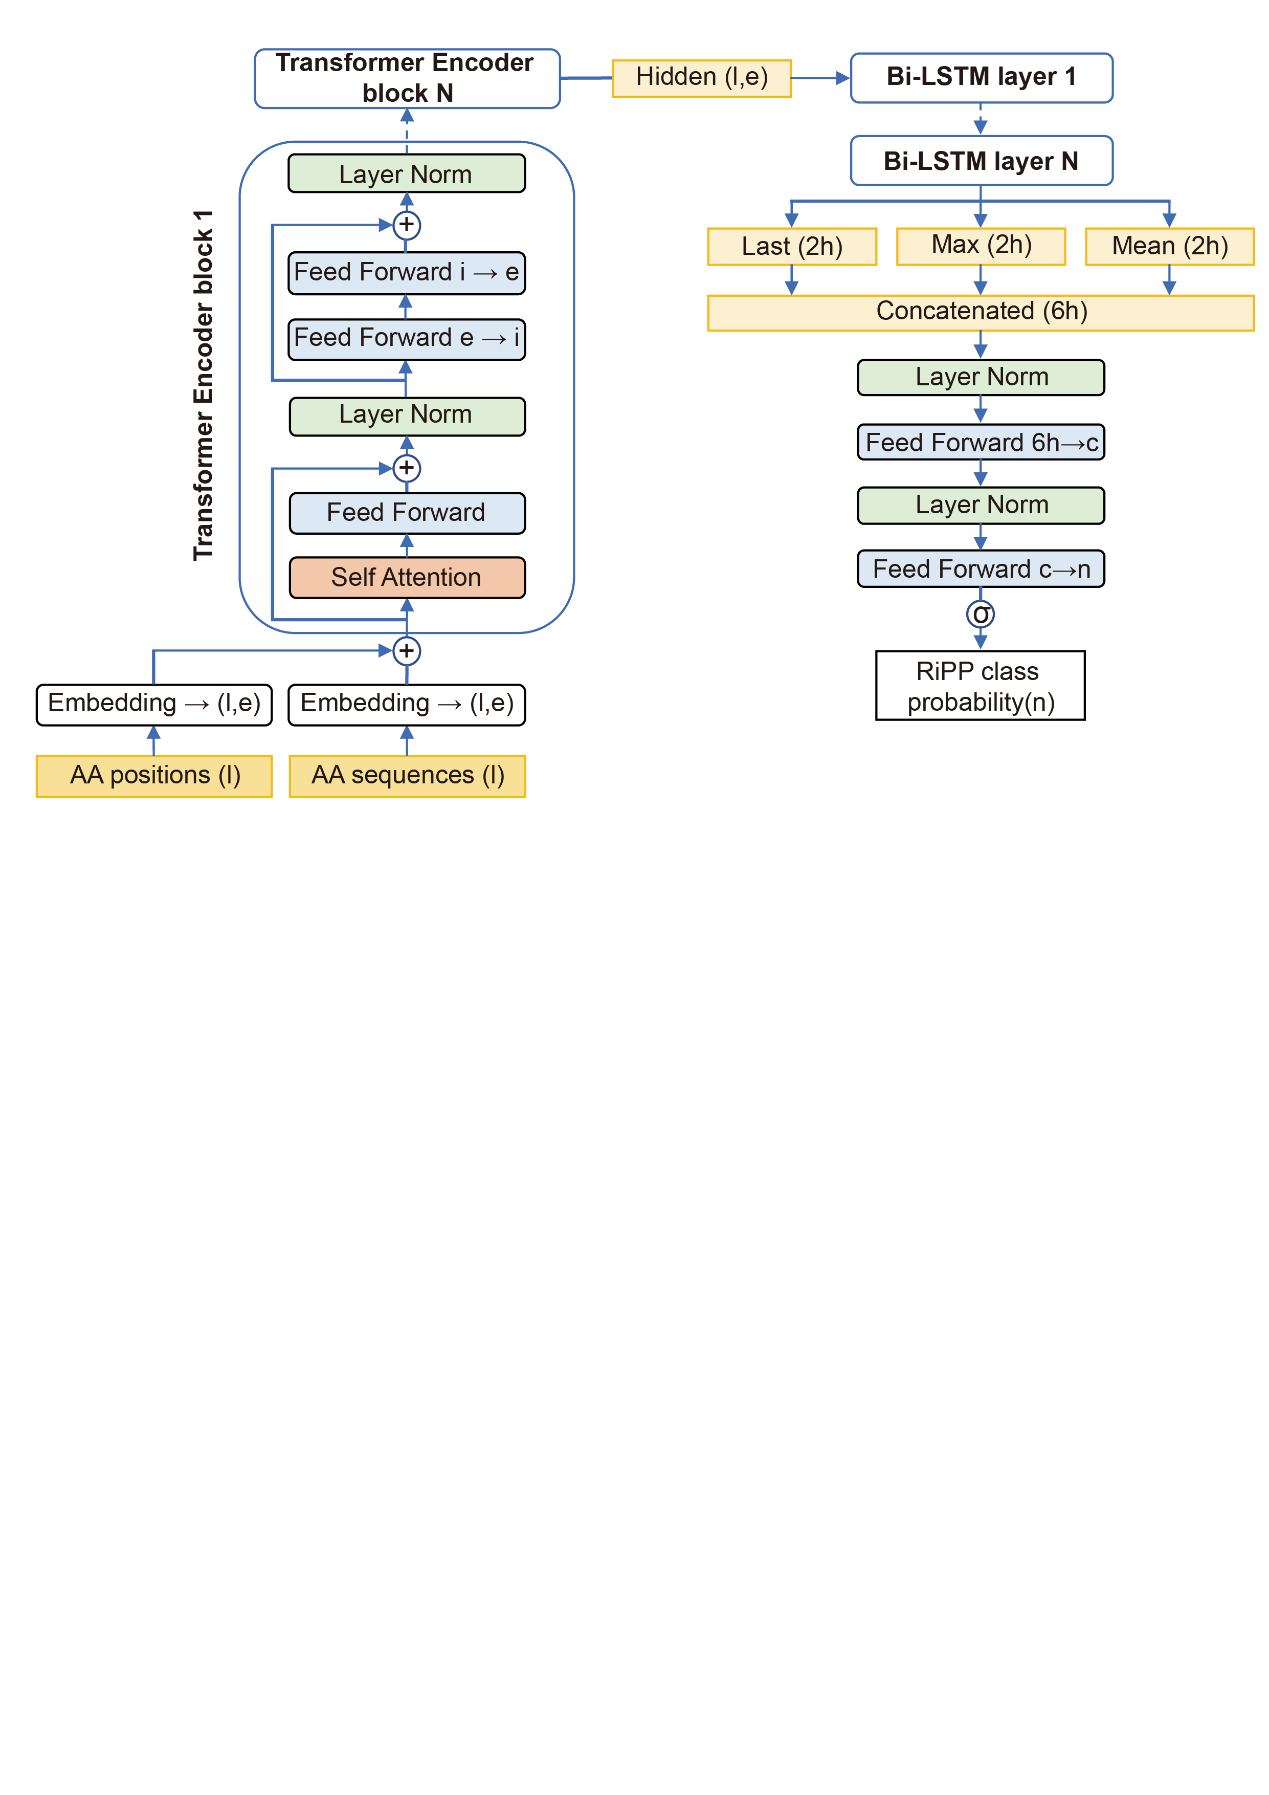 Transformer Encoder
block N
Hidden (l,e)
Bi-LSTM layer 1
Bi-LSTM layer N
Transformer Encoder block 1
Layer Norm
+
Feed Forward i → e
Feed Forward e → i
Layer Norm
+
Feed Forward
Self Attention
+
Embedding → (l,e)
Embedding → (l,e)
AA positions (l)
AA sequences (l)
Last (2h)
Max (2h)
Mean (2h)
Concatenated (6h)
Layer Norm
Feed Forward 6h→c
Layer Norm
Feed Forward c→n
σ
RiPP class
probability(n)